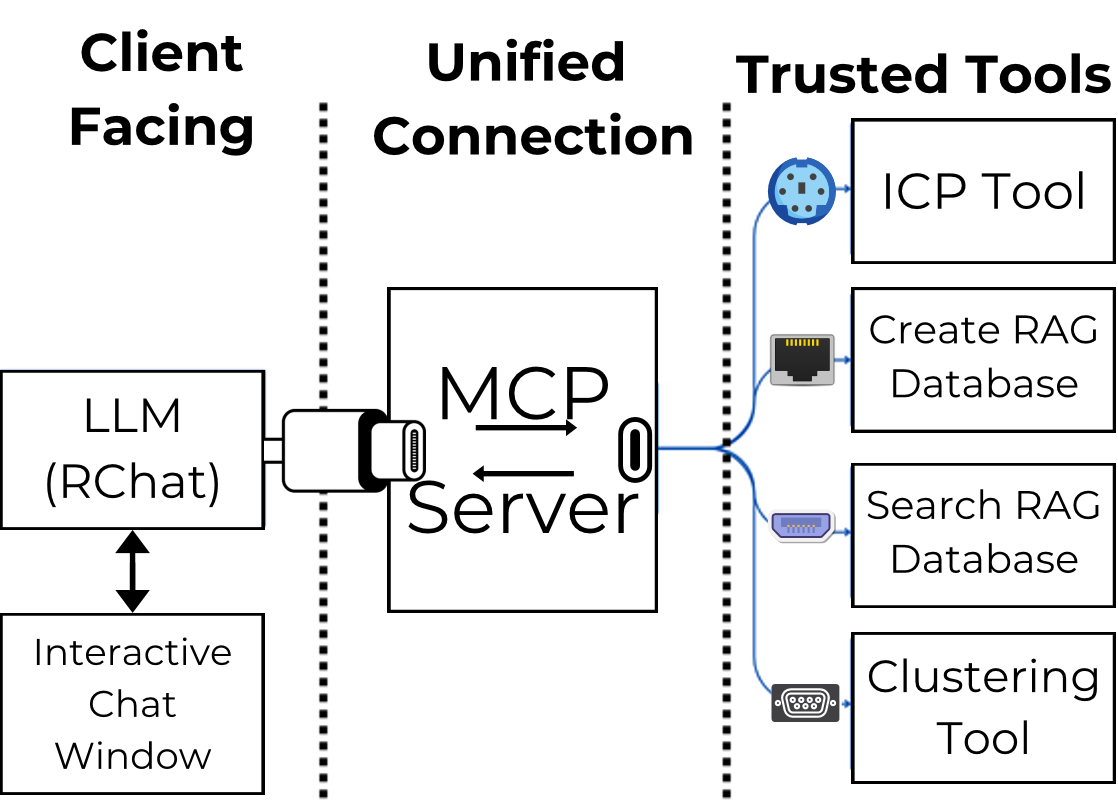 Client
Facing
Unified
Connection
Trusted Tools
LLM
(RChat)
Interactive
Chat
Window
MCP
Server
ICP Tool
Create RAG
Database
Search RAG
Database
Clustering
Tool